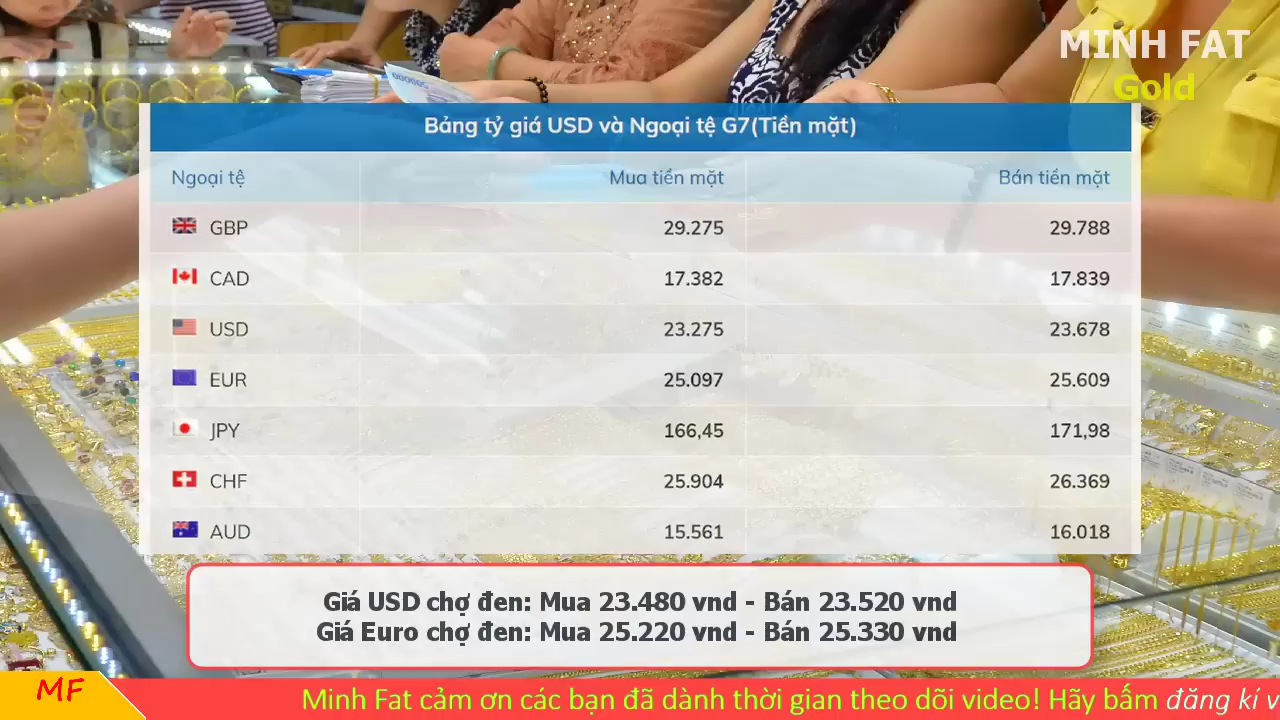 MINH FAT
Gold
500000
Bảng tỷ giá USD và Ngoại tệ G7(Tiền mặt)
Ngoại tệ Mua tiền mặt Bán tiền mặt
GBP 29.275 29.788
CAD 17.382 17.839
USD 23.275 23.678
EUR 25.097 25.609
JPY 166,45 171,98
CHF 25.904 26.369
AUD 15.561 16.018
Giá USD chợ đen: Mua 23.480 vnd - Bán 23.520 vnd
Giá Euro chợ đen: Mua 25.220 vnd - Bán 25.330 vnd
MF Minh Fat cảm ơn các bạn đã dành thời gian theo dõi video! Hãy bấm đăng kí v